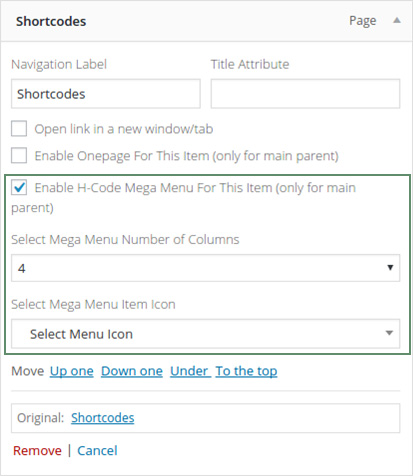 Shortcodes Page
Navigation Label Title Attribute
Shortcodes
Open link in a new window/tab
Enable Onepage For This Item (only for main parent)
Enable H-Code Mega Menu For This Item (only for main
parent)
Select Mega Menu Number of Columns
4
Select Mega Menu Item Icon
Select Menu Icon
Move Up one Down one Under To the top
Original: Shortcodes
Remove | Cancel